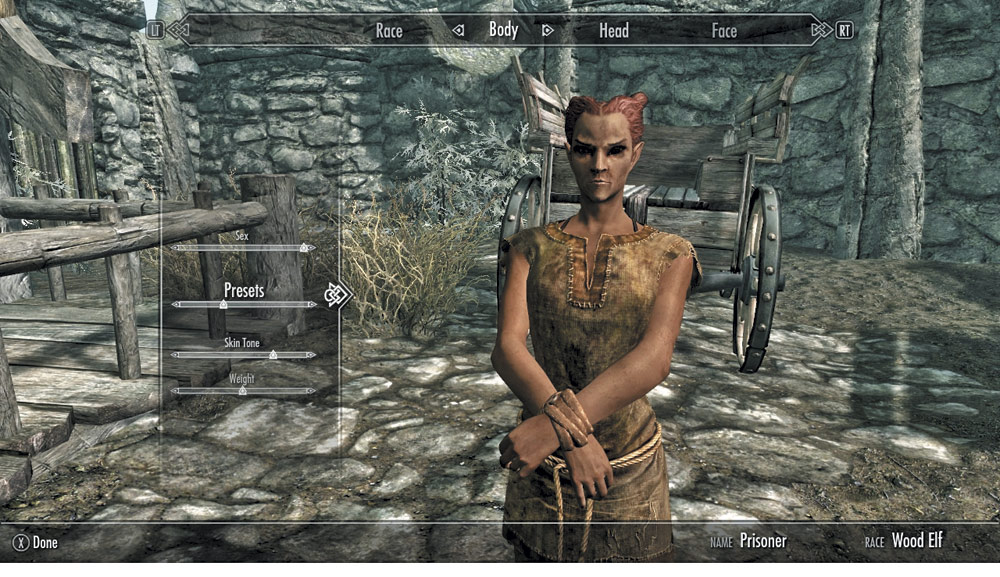 LT Race Body Head Face RT
Sex
Presets
Skin Tone
Weight
X Done
NAME Prisoner RACE Wood Elf